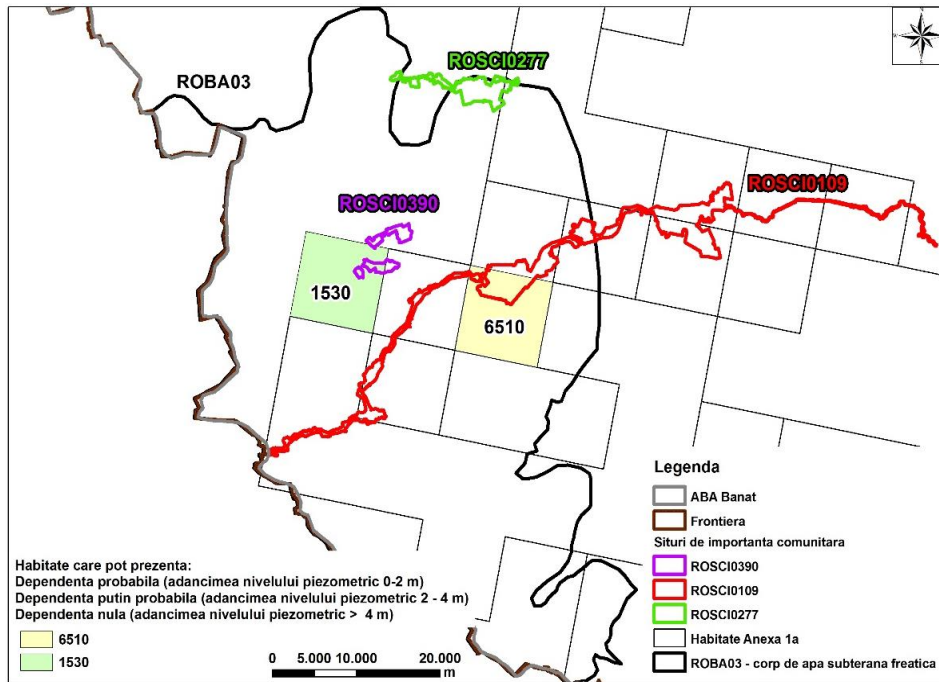 ROSCI0277
ROBA03
ROSCI0109
ROSCI0390
1530
6510
Legenda
ABA Banat
Frontiera
Situri de importanta comunitara
ROSCI0390
ROSCI0109
ROSCI0277
Habitate Anexa 1a
ROBA03 - corp de apa subterana freatica
Habitate care pot prezenta:
Dependenta probabila (adancimea nivelului piezometric 0-2 m)
Dependenta putin probabila (adancimea nivelului piezometric 2 - 4 m)
Dependenta nula (adancimea nivelului piezometric > 4 m)
6510
1530
0 5.000 10.000 20.000
m